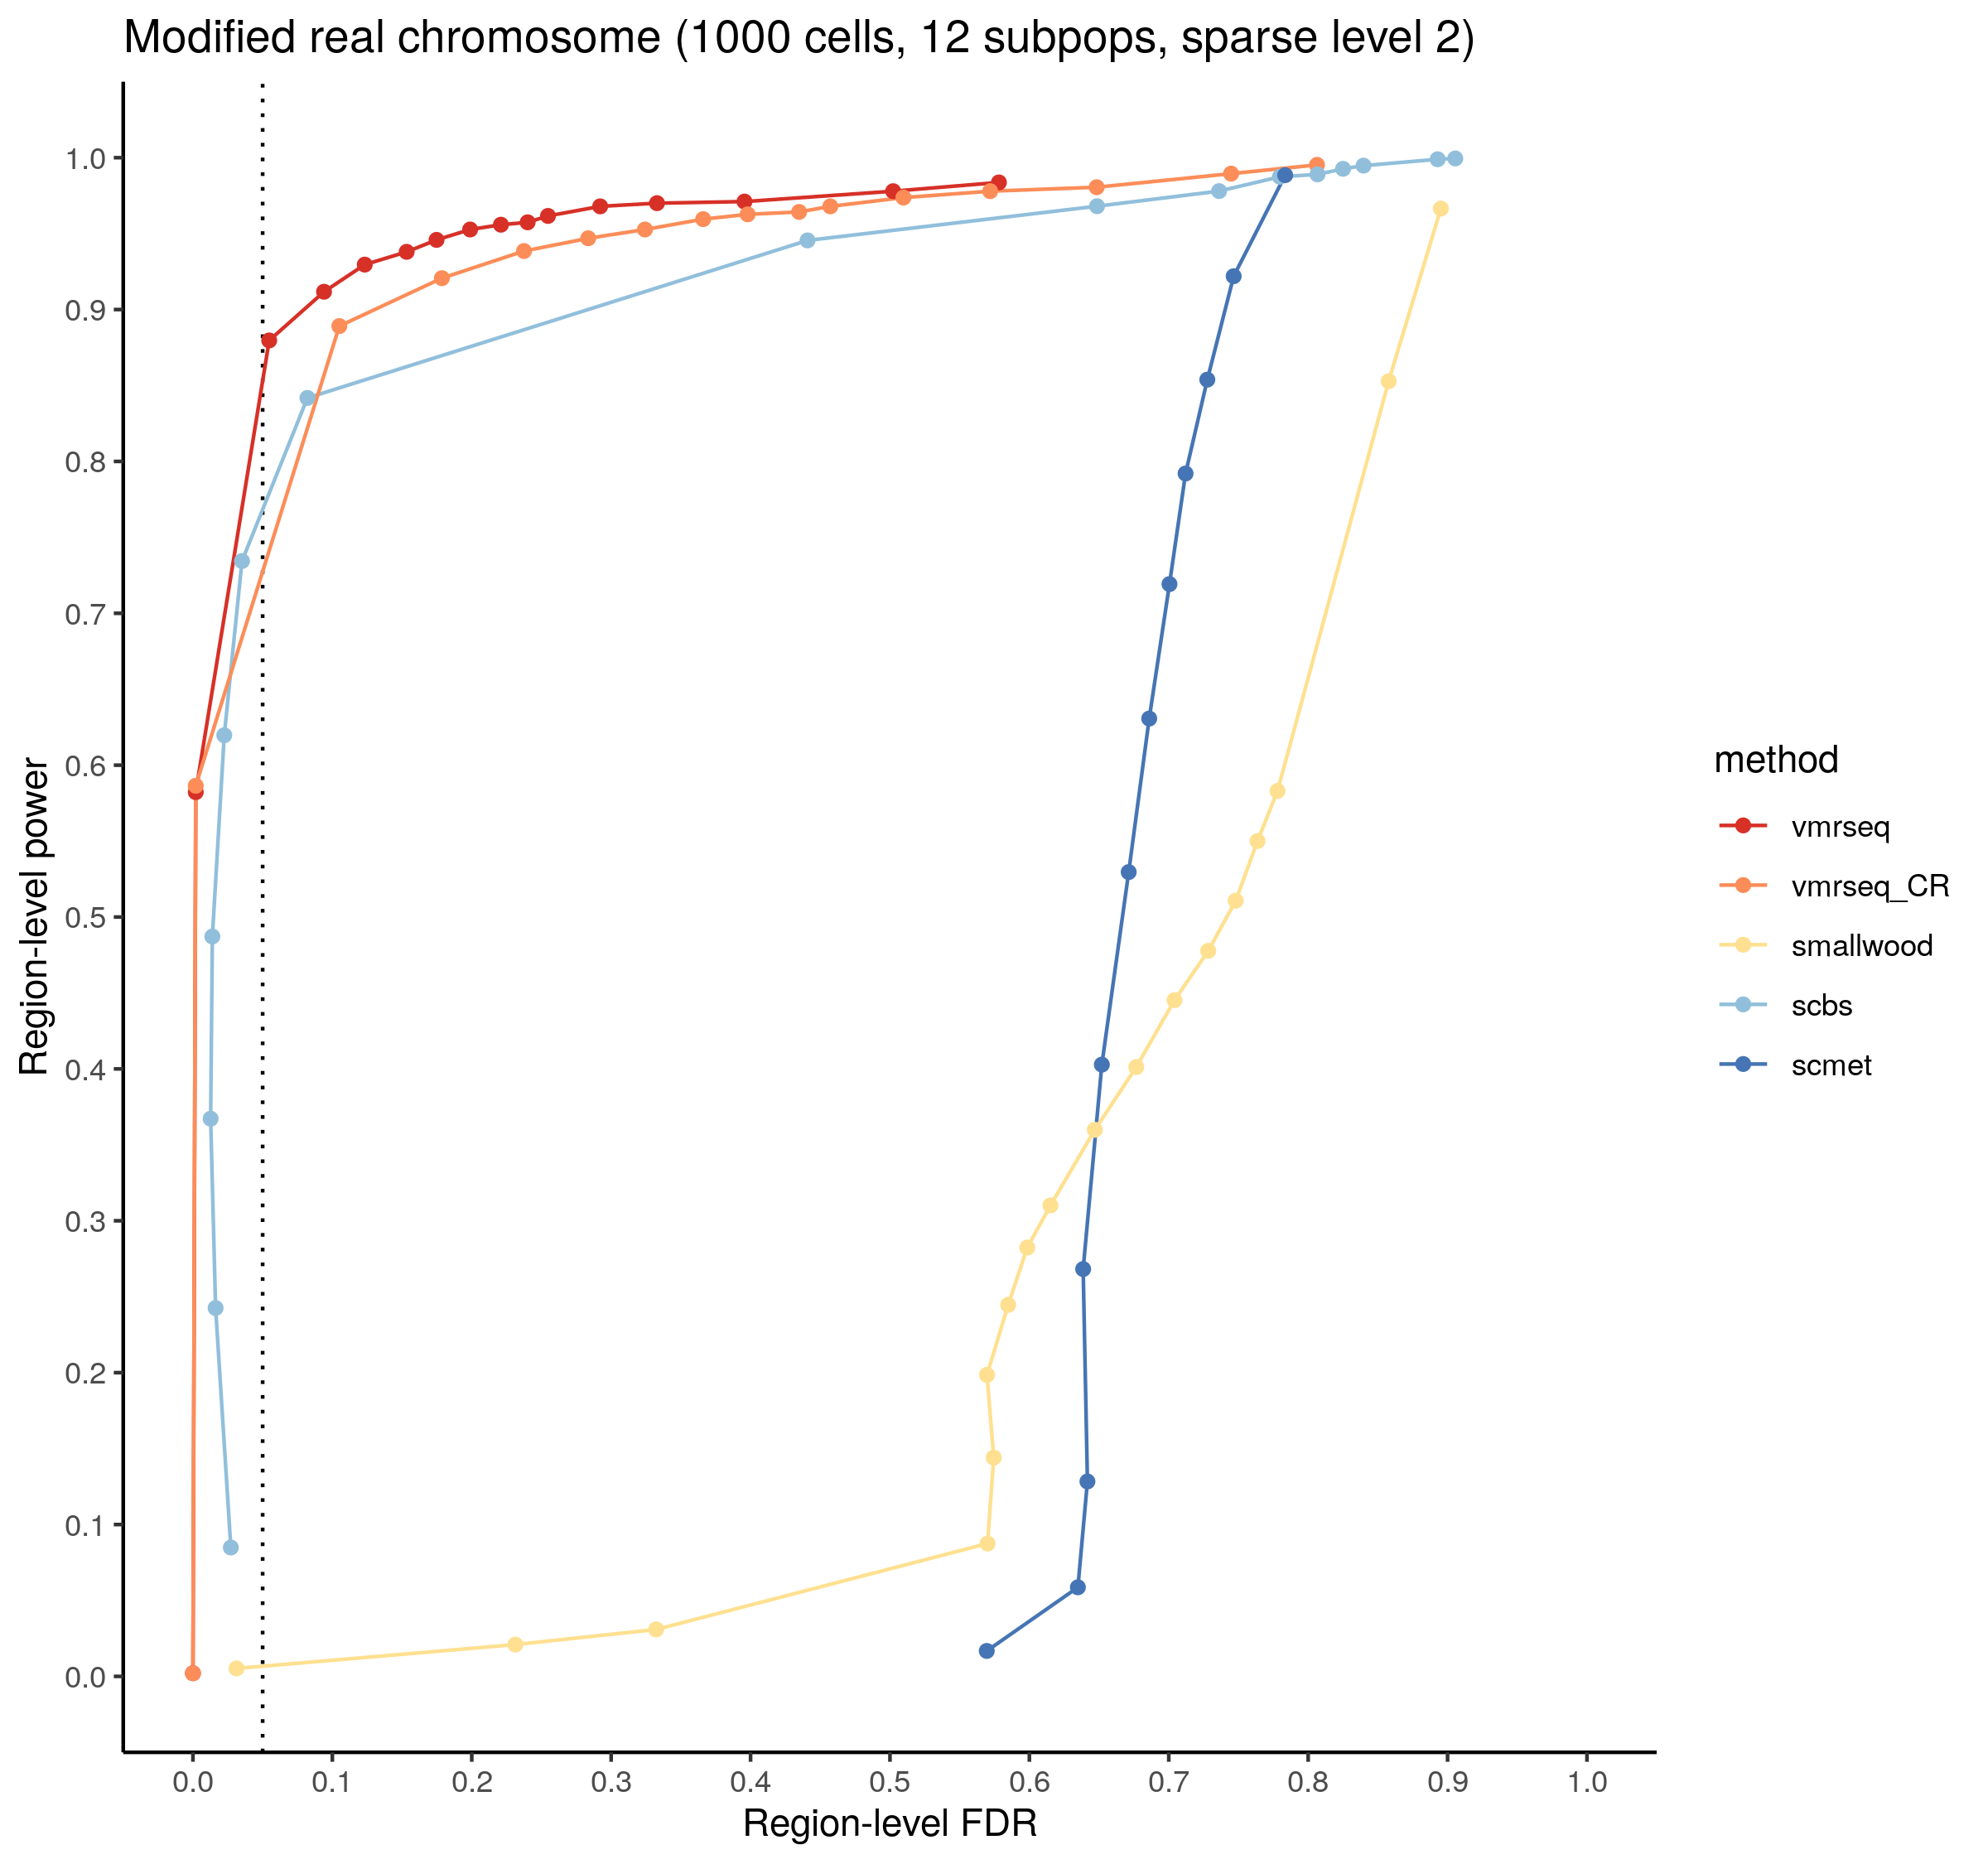 Modified real chromosome (1000 cells, 12 subpops, sparse level 2)
Region-level power
1.0
0.9
0.8
0.7
0.6
0.5
0.4
0.3
0.2
0.1
0.0
0.0 0.1 0.2 0.3 0.4 0.5 0.6 0.7 0.8 0.9 1.0
Region-level FDR
method
vmrseq
vmrseq_CR
smallwood
scbs
scmet